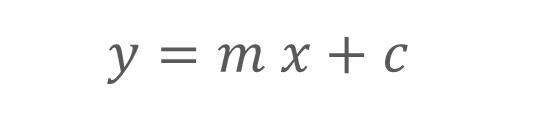 y = m x + c